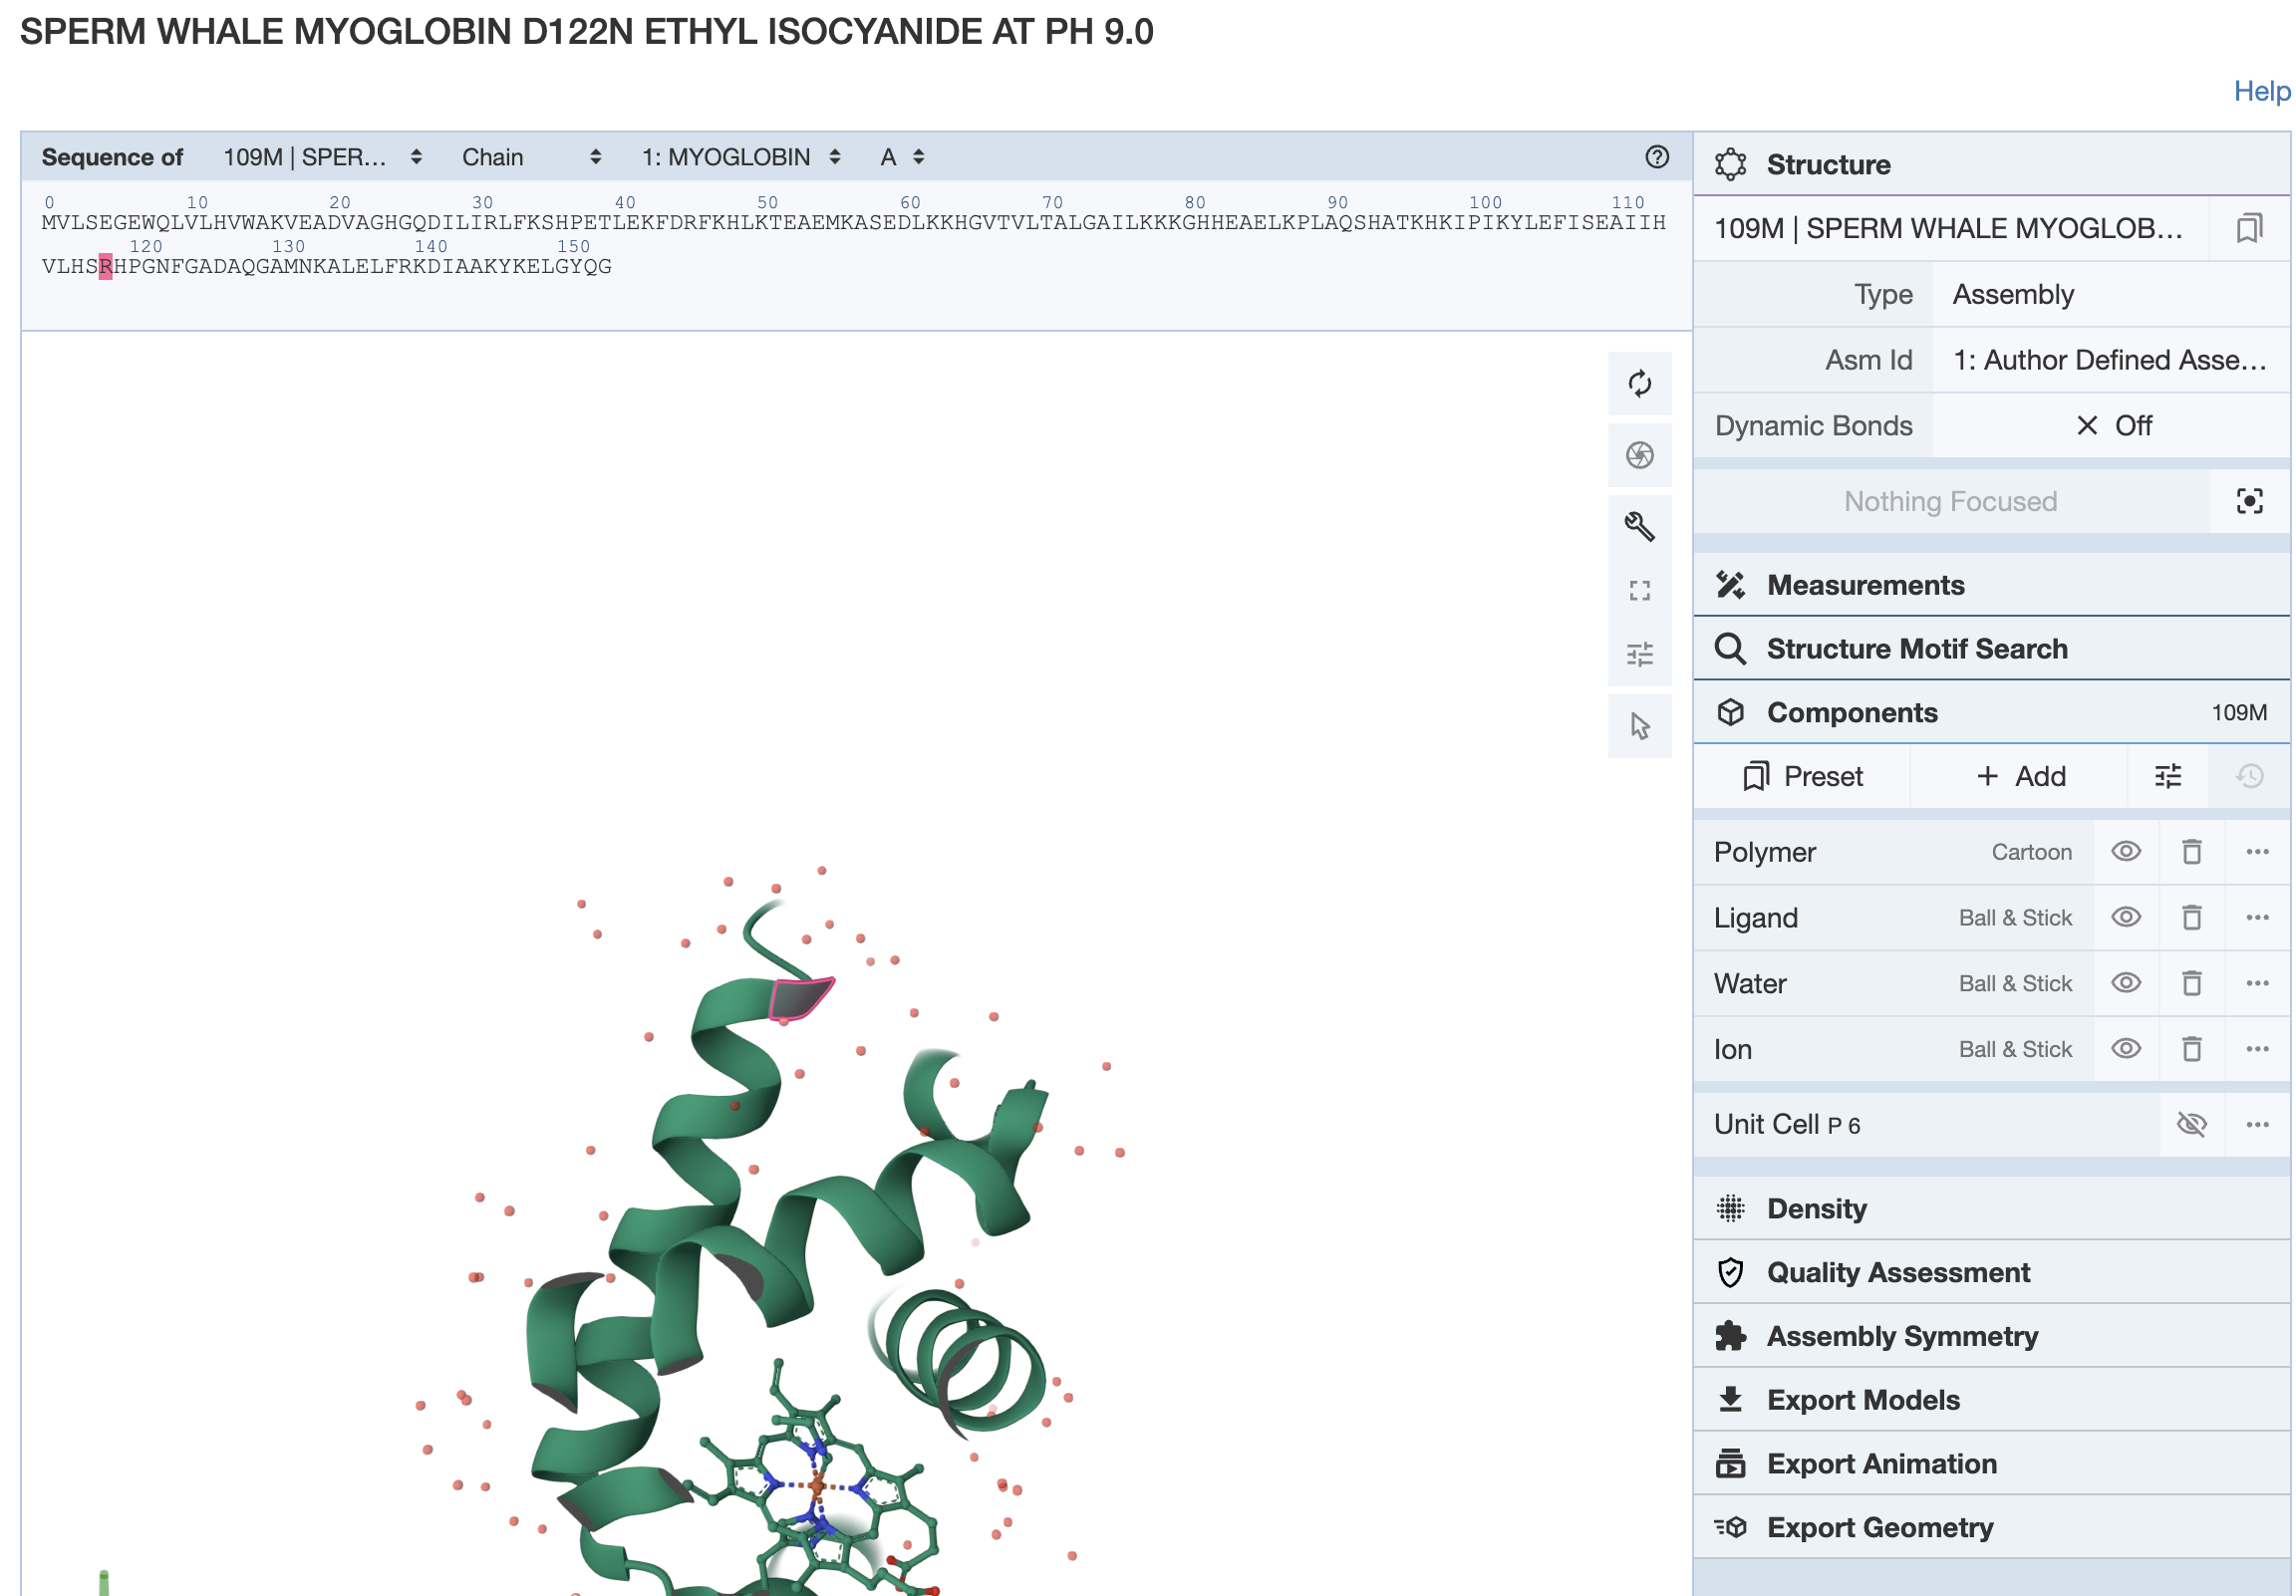 SPERM WHALE MYOGLOBIN D122N ETHYL ISOCYANIDE AT PH 9.0
Help
Sequence of 109M | SPER... Chain 1: MYOGLOBIN A
0 10 20 30 40 50 60 70 80 90 100 110
MVLSEGEWQLVLHVWAKVEADVAGHGQDILIRLFKSHPETLEKFDRFKHLKTEAEMKASEDLKKHGVTVLTALGAILKKKGHHEAELKPLAQSHATKHKIPIKYLEFISEAIIH
120 130 140 150
VLHSRHPGNFGADAQGAMNKALELFRKDIAAKYKELGYQG
Structure
109M | SPERM WHALE MYOGLOB...
Type Assembly
Asm Id 1: Author Defined Asse...
Dynamic Bonds Off
Nothing Focused
Measurements
Structure Motif Search
Components 109M
Preset + Add
Polymer Cartoon
Ligand Ball & Stick
Water Ball & Stick
Ion Ball & Stick
Unit Cell P 6
Density
Quality Assessment
Assembly Symmetry
Export Models
Export Animation
Export Geometry